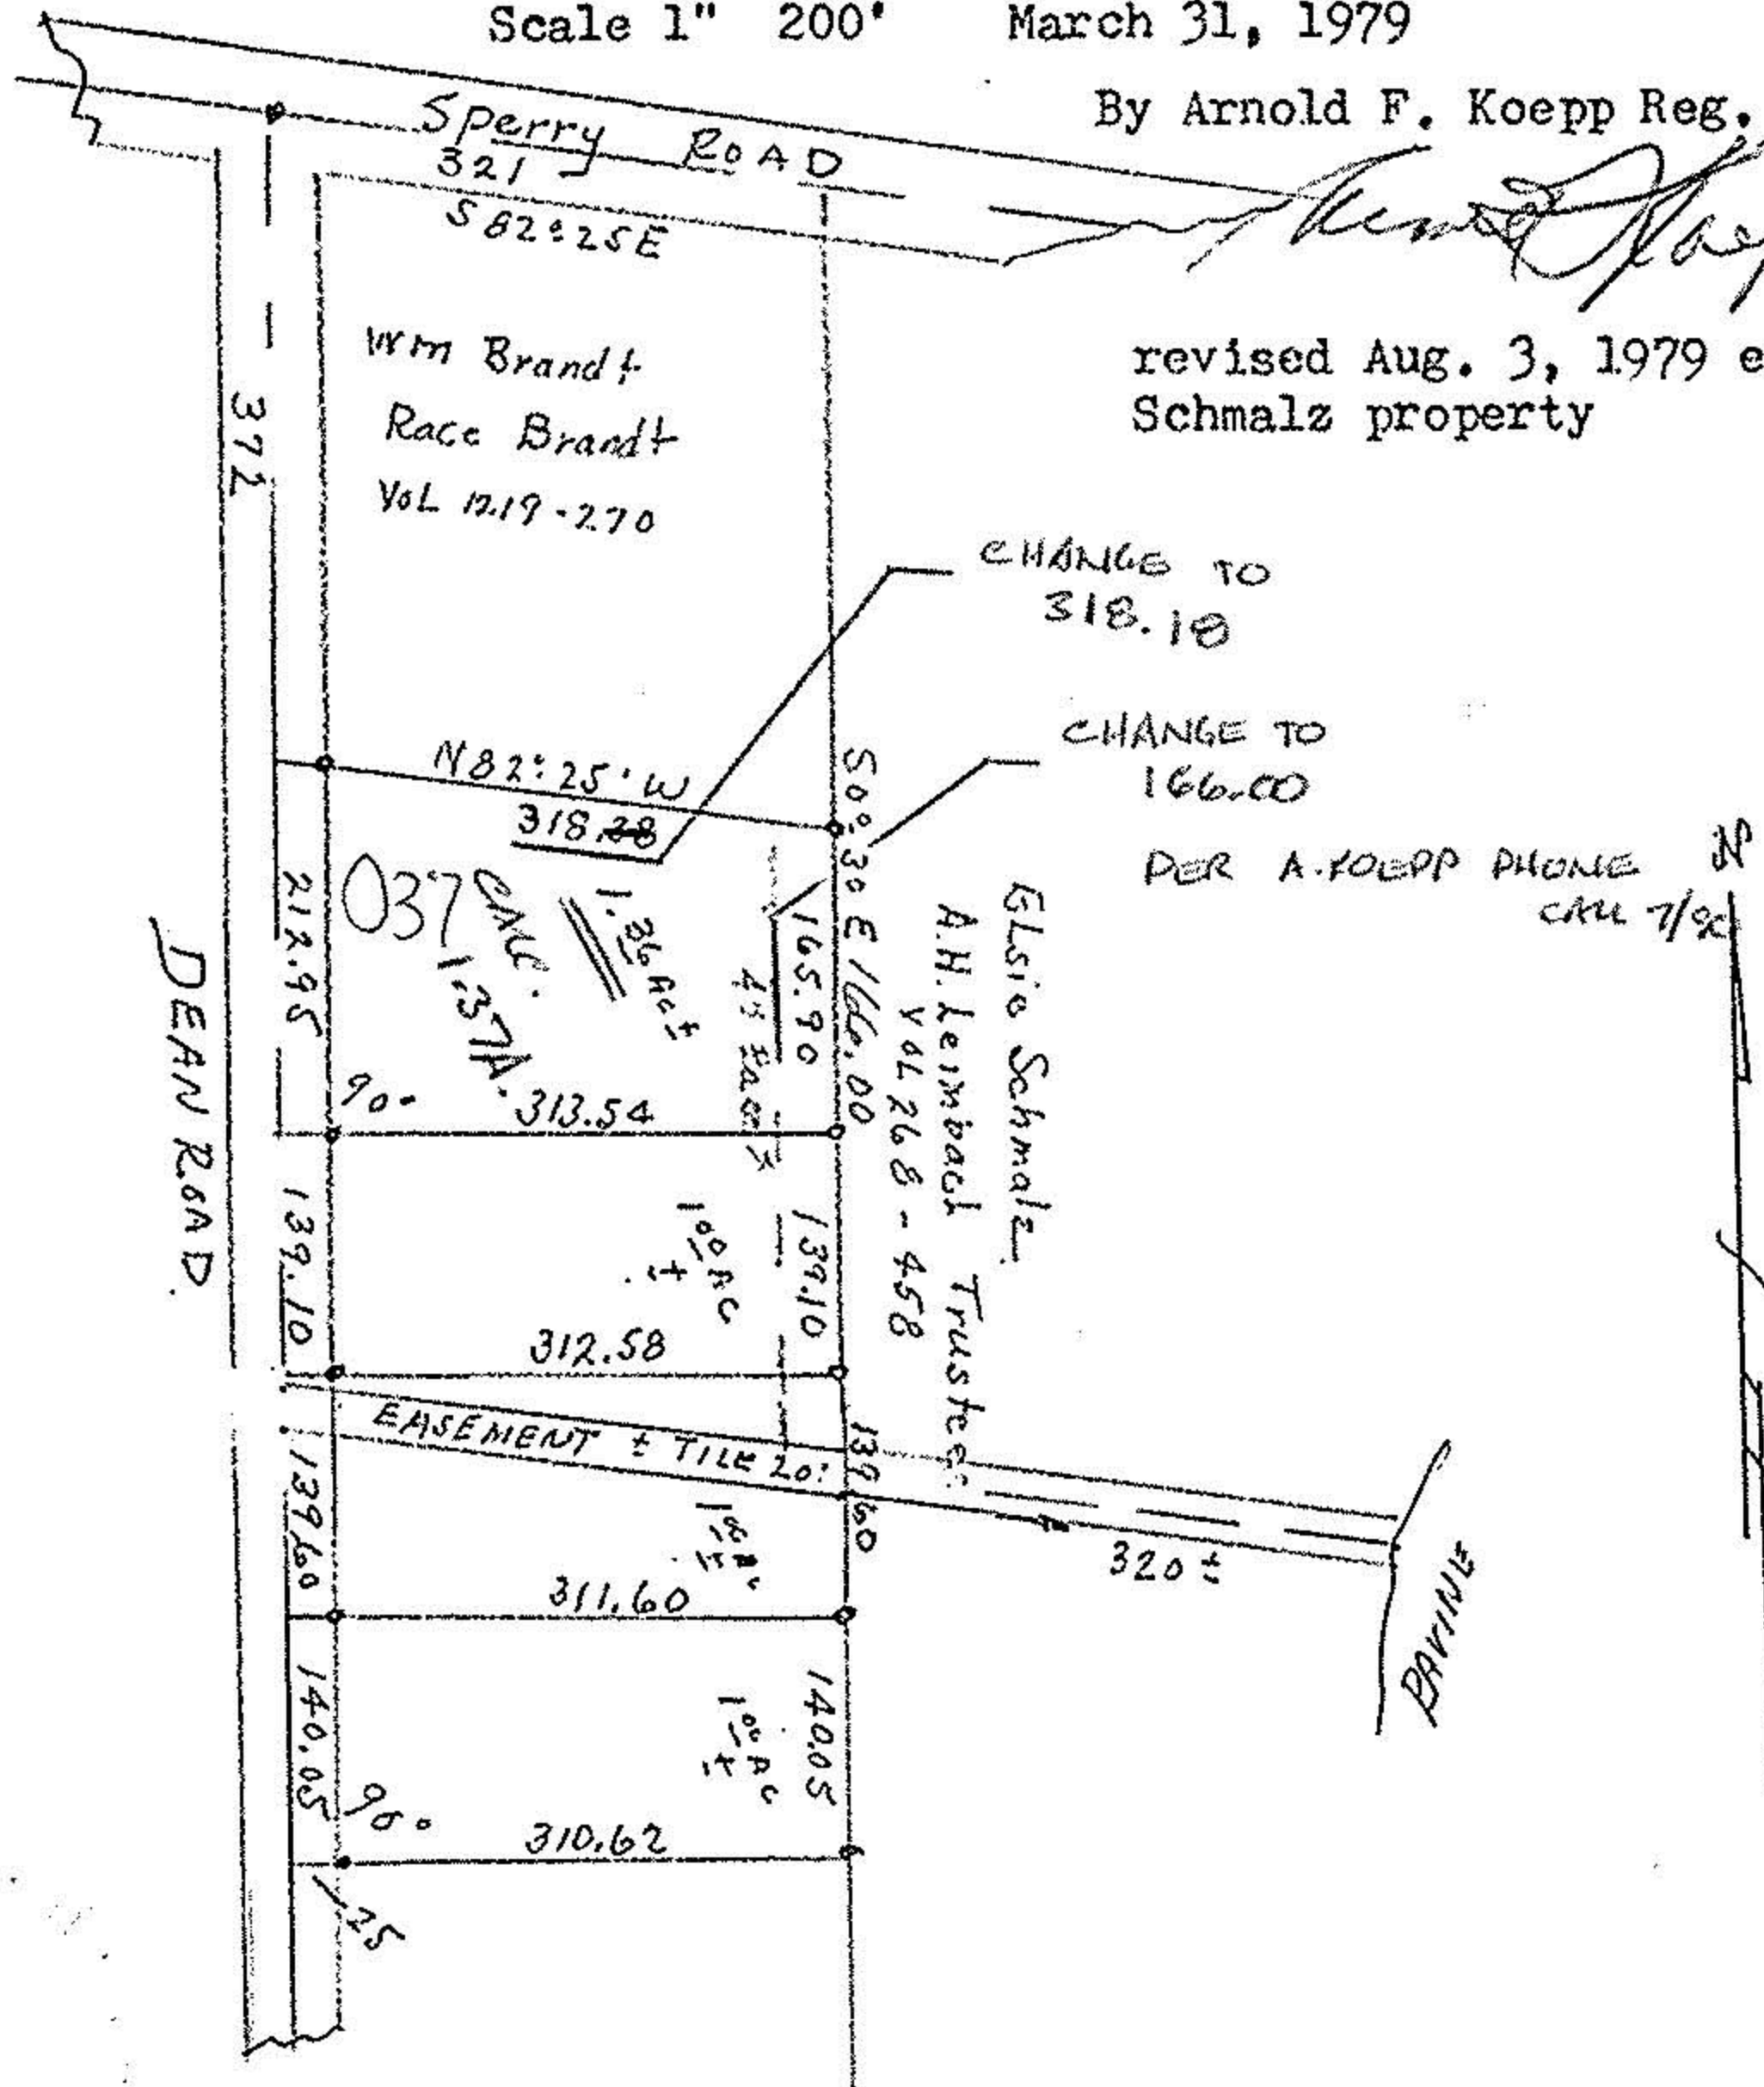 Scale 1" 200' March 31, 1979
By Arnold F. Koepp Reg.
Sperry ROAD
321
S 82°25E
revised Aug. 3, 1979 e
Schmalz property
Wm Brandt
Race Brandt
VOL 1219-270
372
CHANGE TO
318.18
CHANGE TO
166.00
PER A. KOEPP PHONE
CALL
N
N82°25'W
318.28
S0°30E 166.00
165.90
037
CALC.
1.37A.
1.36 Ac±
212.95
90°
313.54
Elsie Schmalz
A.H. Leimbach Trustee
VOL 268-458
DEAN ROAD
139.10
1.00 AC
±
139.10
312.58
EASEMENT ± TILE 20'
139.60
139.60
1.00 AC
±
311.60
320±
RAVINE
140.05
1.00 AC
±
140.05
90°
310.62
25